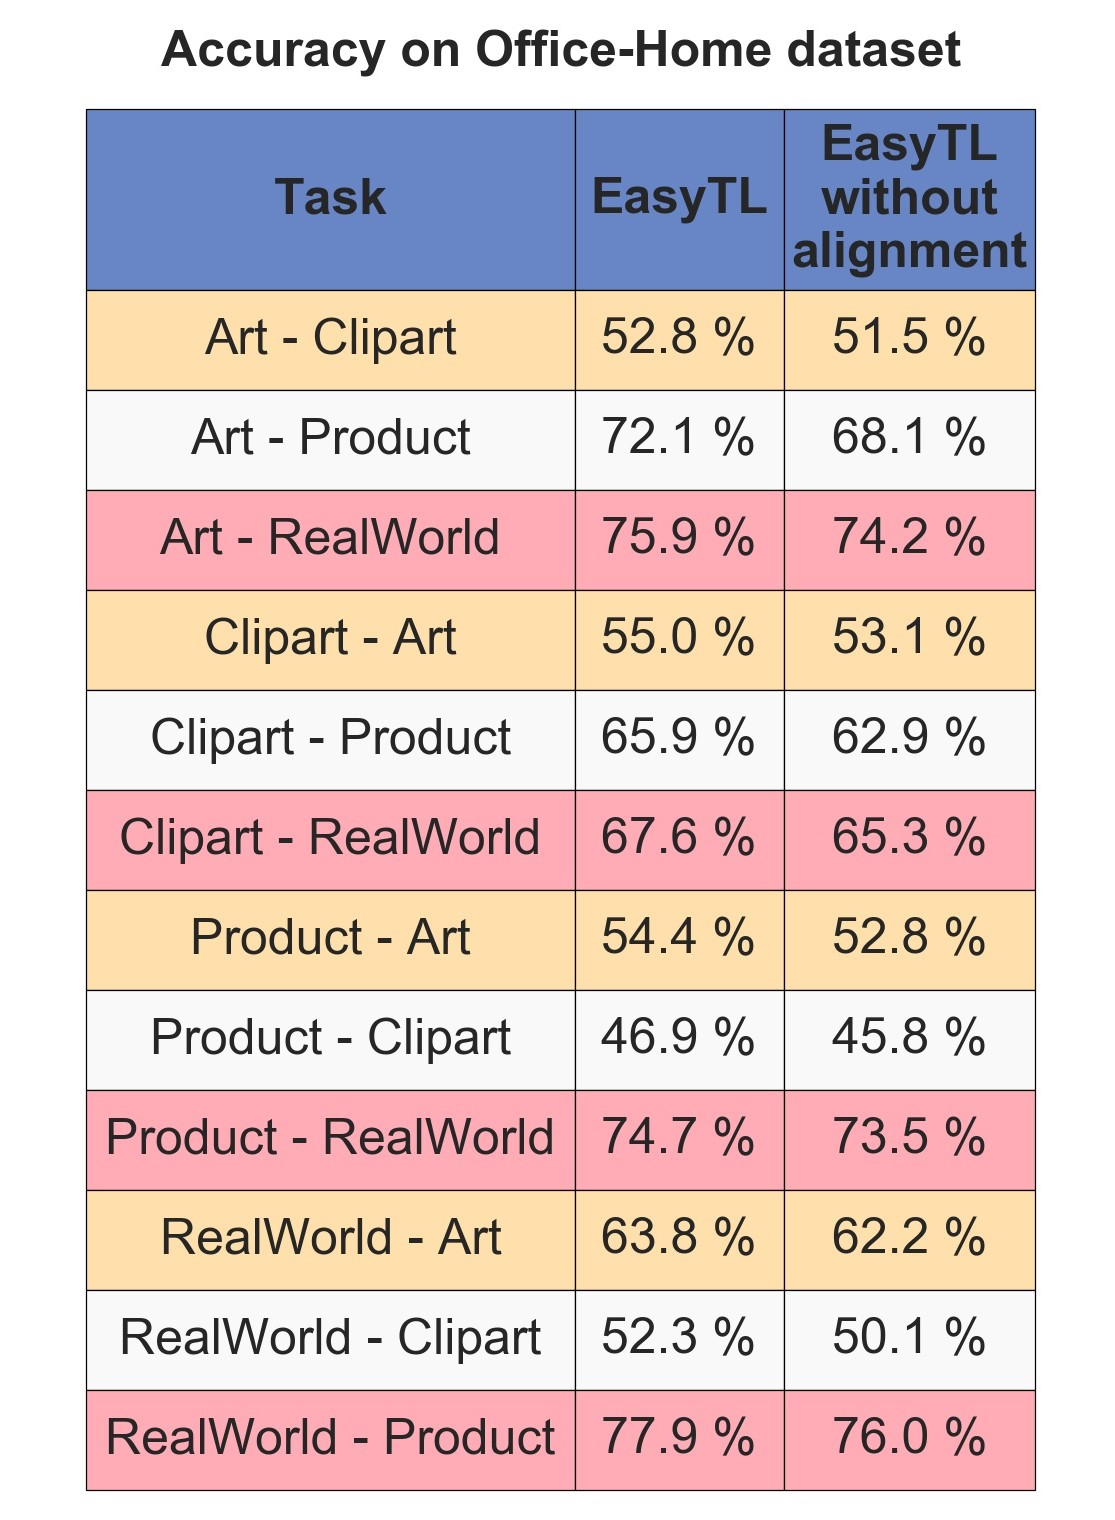 Accuracy on Office-Home dataset
Task EasyTL EasyTL without alignment
Art - Clipart 52.8 % 51.5 %
Art - Product 72.1 % 68.1 %
Art - RealWorld 75.9 % 74.2 %
Clipart - Art 55.0 % 53.1 %
Clipart - Product 65.9 % 62.9 %
Clipart - RealWorld 67.6 % 65.3 %
Product - Art 54.4 % 52.8 %
Product - Clipart 46.9 % 45.8 %
Product - RealWorld 74.7 % 73.5 %
RealWorld - Art 63.8 % 62.2 %
RealWorld - Clipart 52.3 % 50.1 %
RealWorld - Product 77.9 % 76.0 %